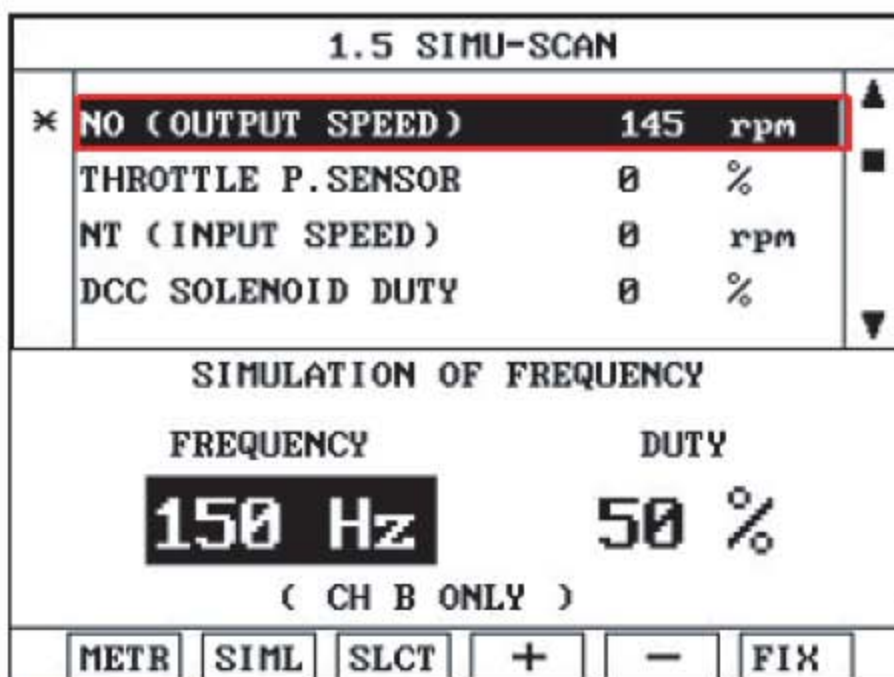 1.5 SIMU-SCAN
* NO (OUTPUT SPEED) 145 rpm
THROTTLE P.SENSOR 0 %
NT (INPUT SPEED) 0 rpm
DCC SOLENOID DUTY 0 %
SIMULATION OF FREQUENCY
FREQUENCY DUTY
150 Hz 50 %
( CH B ONLY )
METR SIML SLCT + - FIX